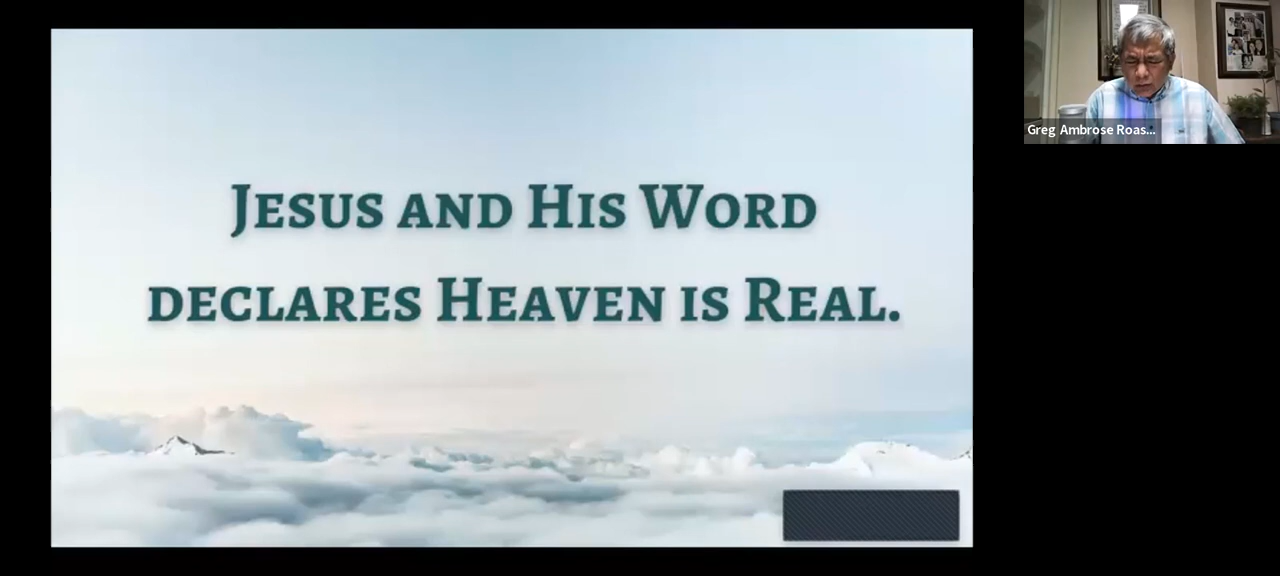 Jesus and His Word
declares Heaven is Real.
Greg Ambrose Roas...